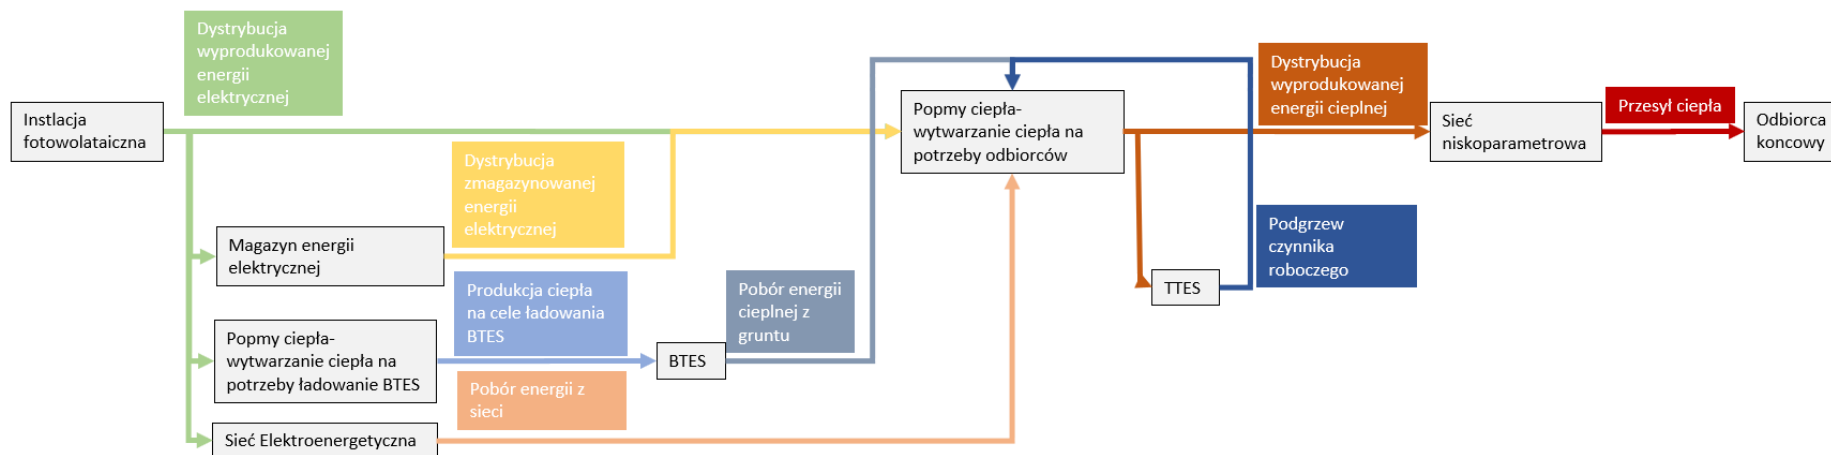 Dystrybucja
wyprodukowanej
energii
elektrycznej
Instlacja
fotowolataiczna
Dystrybucja
zmagazynowanej
energii
elektrycznej
Magazyn energii
elektrycznej
Produkcja ciepła
na cele ładowania
BTES
Popmy ciepła-
wytwarzanie ciepła na
potrzeby ładowanie BTES
Pobór energii z
sieci
Sieć Elektroenergetyczna
BTES
Pobór energii
cieplnej z
gruntu
Popmy ciepła-
wytwarzanie ciepła na
potrzeby odbiorców
TTES
Podgrzew
czynnika
roboczego
Dystrybucja
wyprodukowanej
energii cieplnej
Sieć
niskoparametrowa
Przesył ciepła
Odbiorca
koncowy